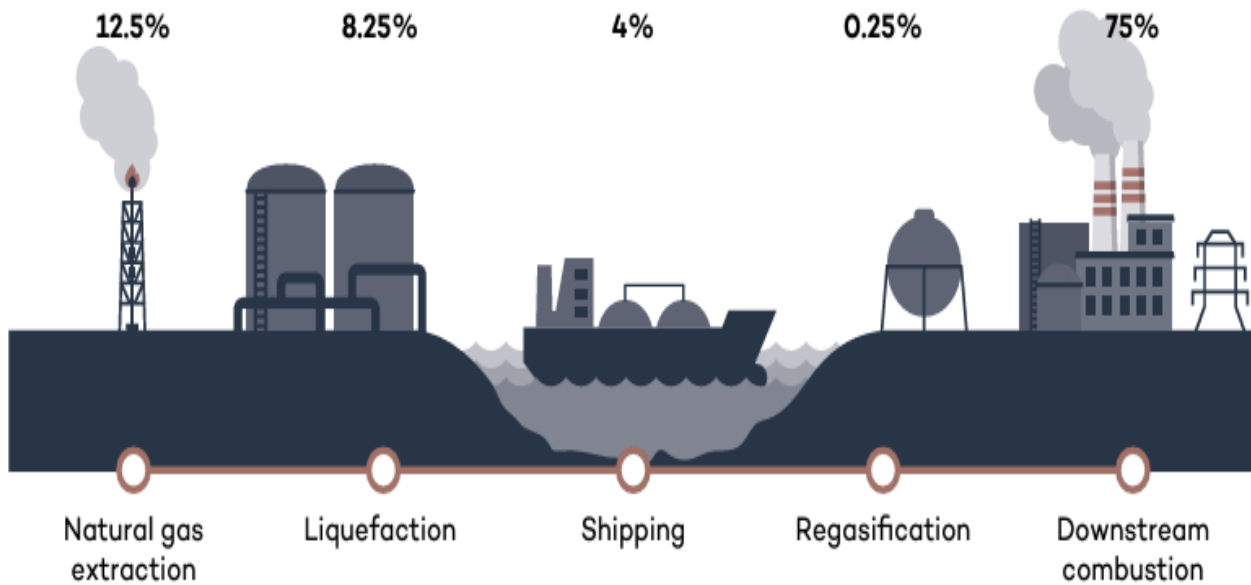 12.5%
8.25%
4%
0.25%
75%
Natural gas
extraction
Liquefaction
Shipping
Regasification
Downstream
combustion